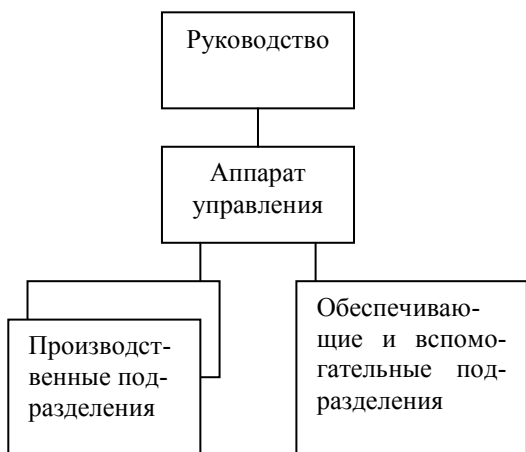 Руководство
Аппарат
управления
Производст-
венные под-
разделения
Обеспечиваю-
щие и вспомо-
гательные под-
разделения